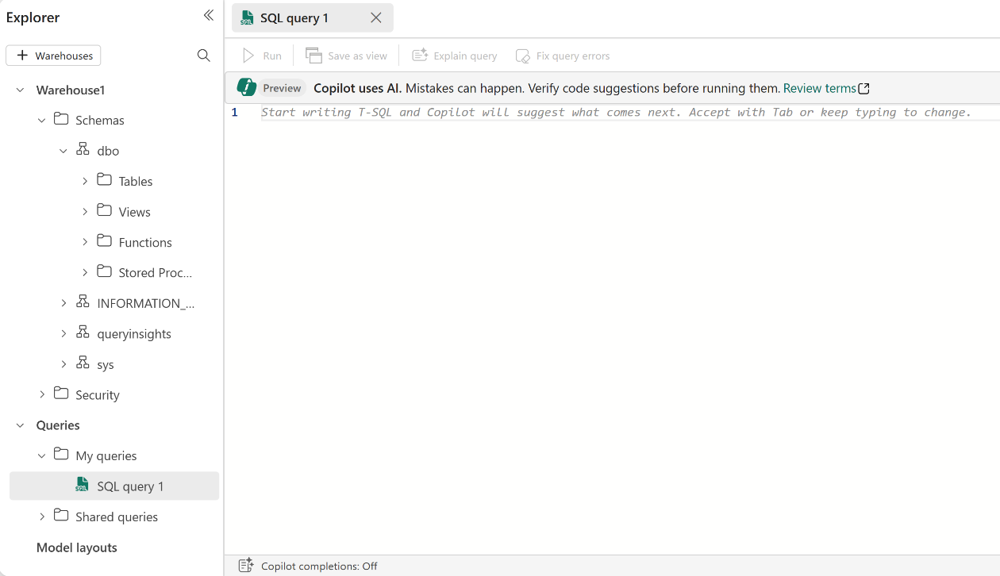 Explorer
Warehouses
Warehouse1
Schemas
dbo
Tables
Views
Functions
Stored Proc...
INFORMATION_...
queryinsights
sys
Security
Queries
My queries
SQL query 1
Shared queries
Model layouts
SQL query 1
Run
Save as view
Explain query
Fix query errors
Preview
Copilot uses AI. Mistakes can happen. Verify code suggestions before running them. Review terms
1 Start writing T-SQL and Copilot will suggest what comes next. Accept with Tab or keep typing to change.
Copilot completions: Off